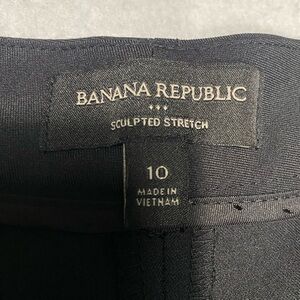 BANANA REPUBLIC
SCULPTED STRETCH
10
MADE IN
VIETNAM